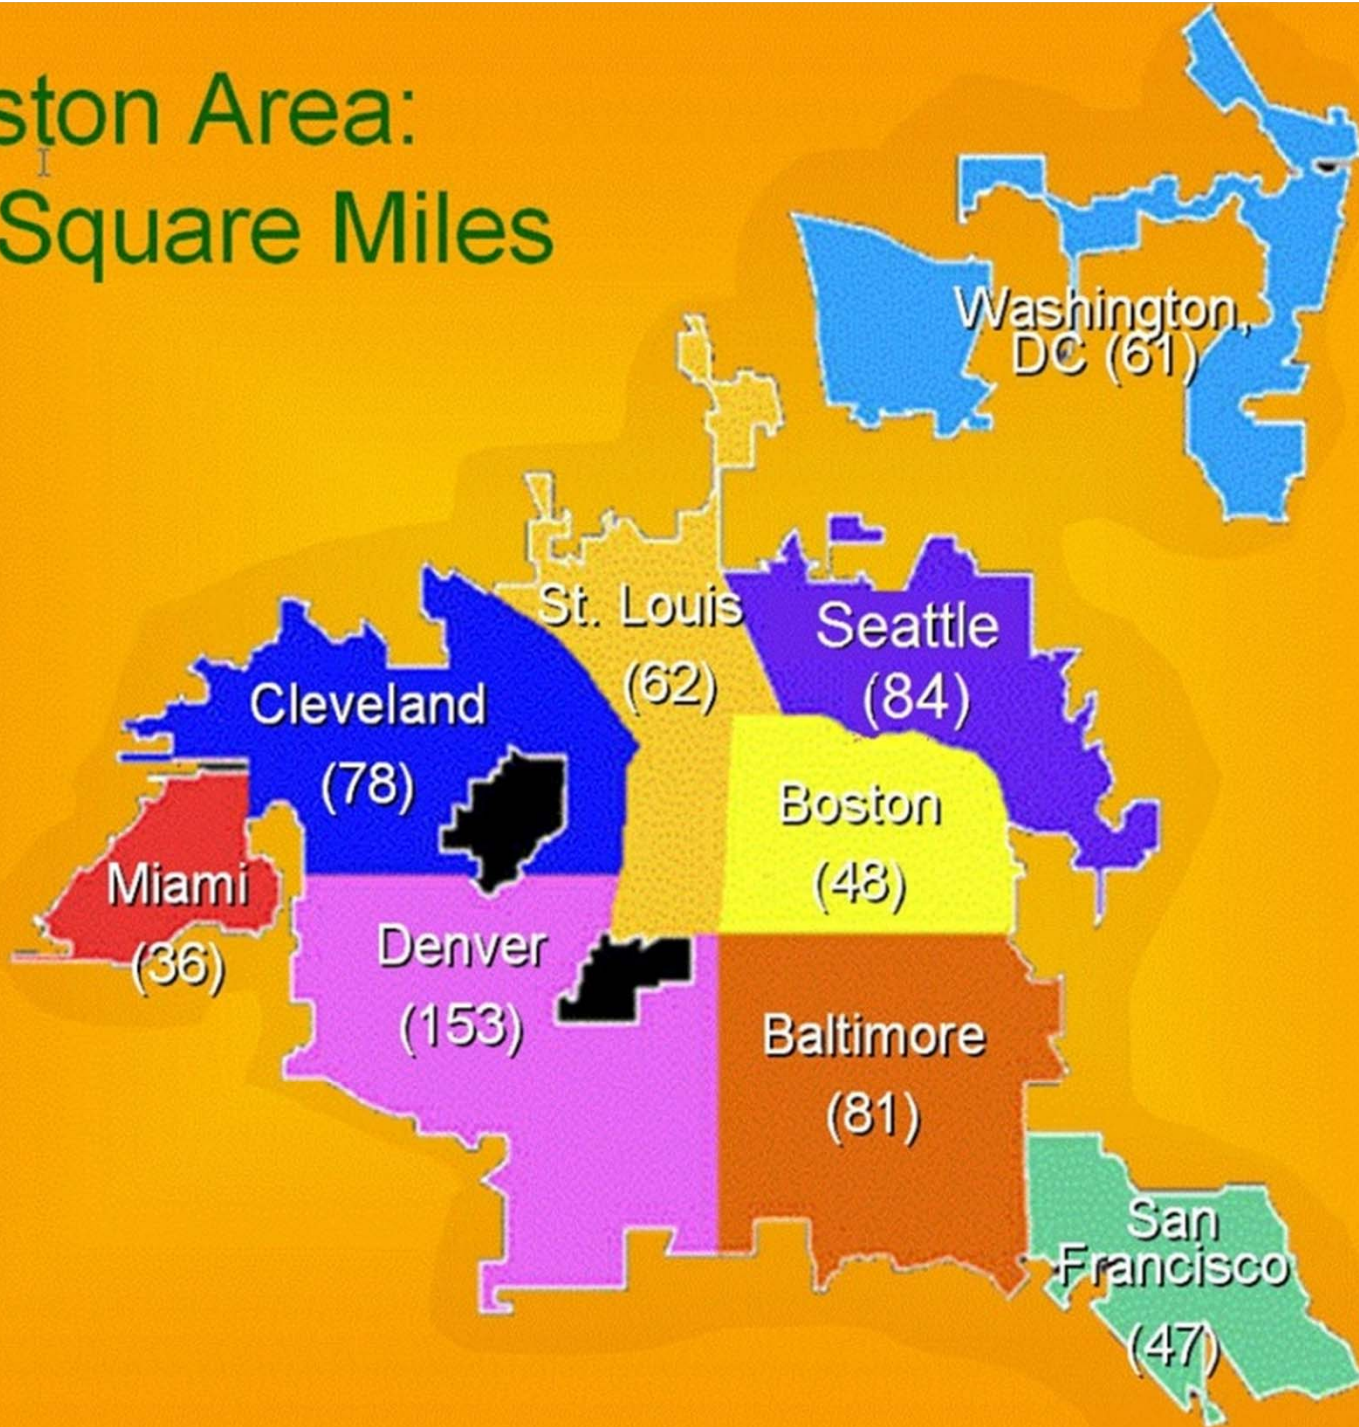 ston Area:
Square Miles
Washington,
DC (61)
St. Louis
(62)
Seattle
(84)
Cleveland
(78)
Boston
(48)
Miami
(36)
Denver
(153)
Baltimore
(81)
San
Francisco
(47)